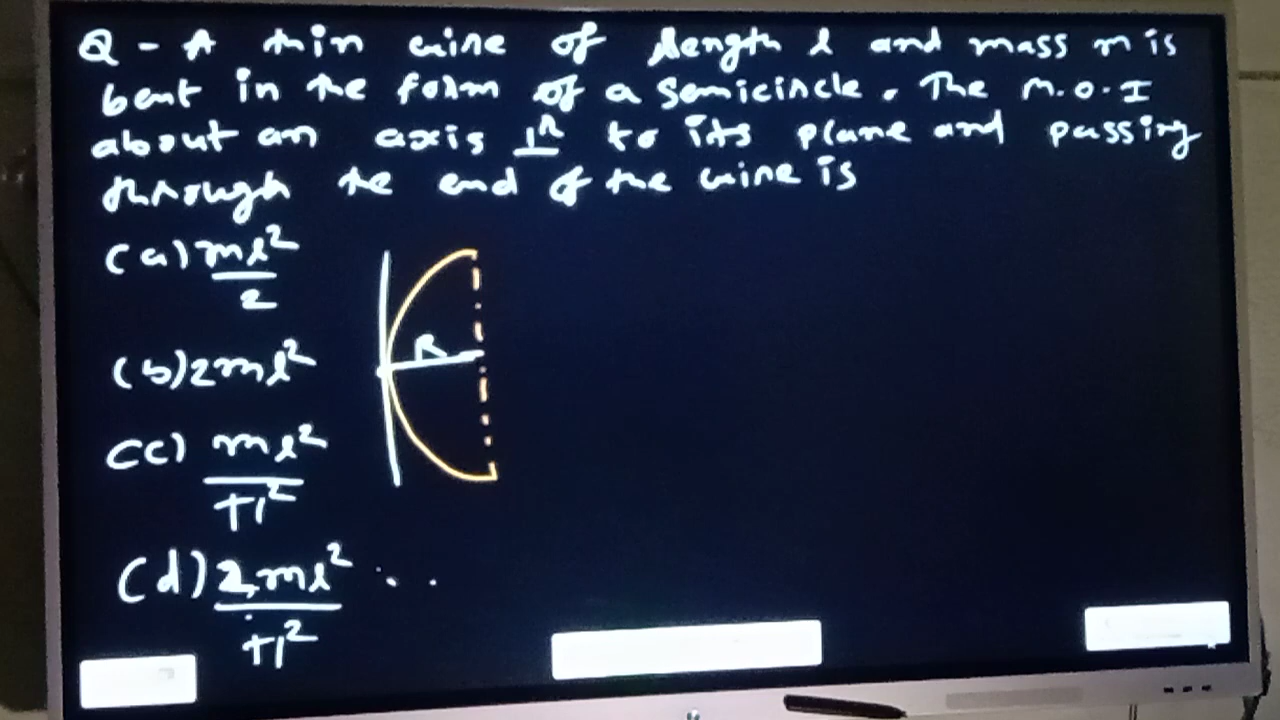 Q - A thin wire of length l and mass m is
bent in the form of a semicircle. The M.O.I
about an axis ⊥R to its plane and passing
through the end of the wire is
(a) ml²/2
(b) 2ml²
(c) ml²/π²
(d) 2ml²/π²
R